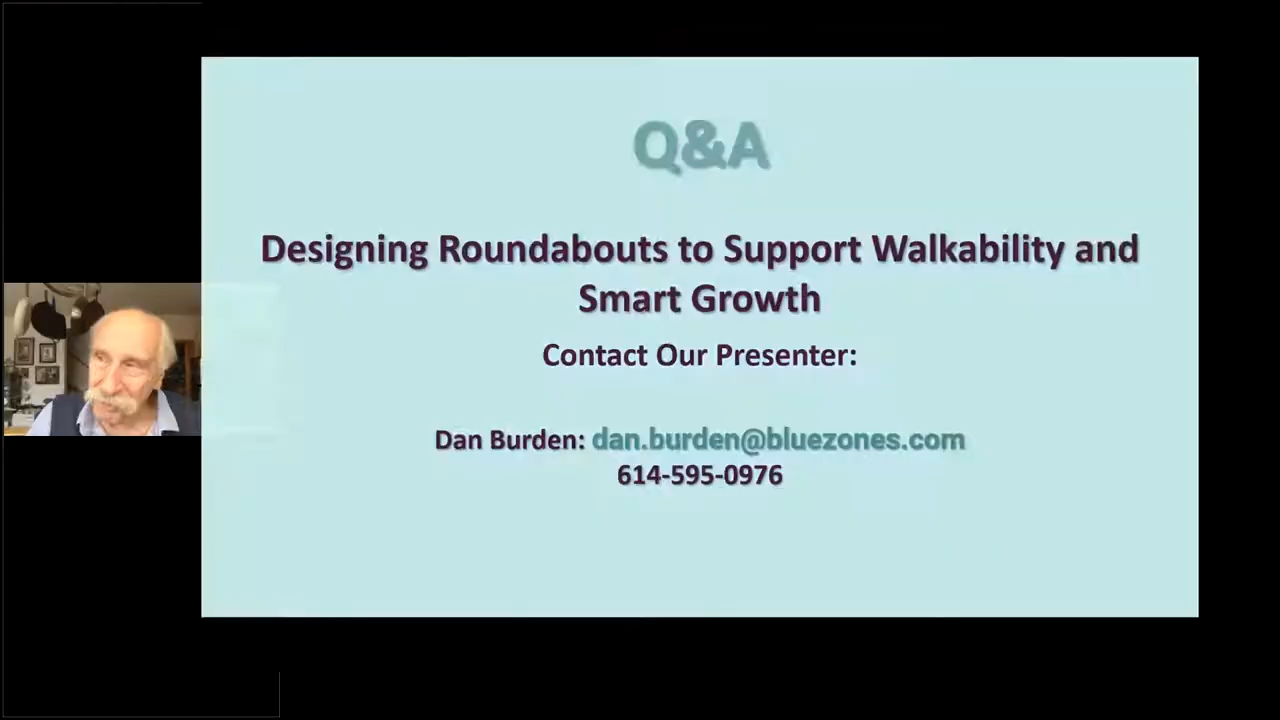 Q&A
Designing Roundabouts to Support Walkability and
Smart Growth
Contact Our Presenter:
Dan Burden: dan.burden@bluezones.com
614-595-0976